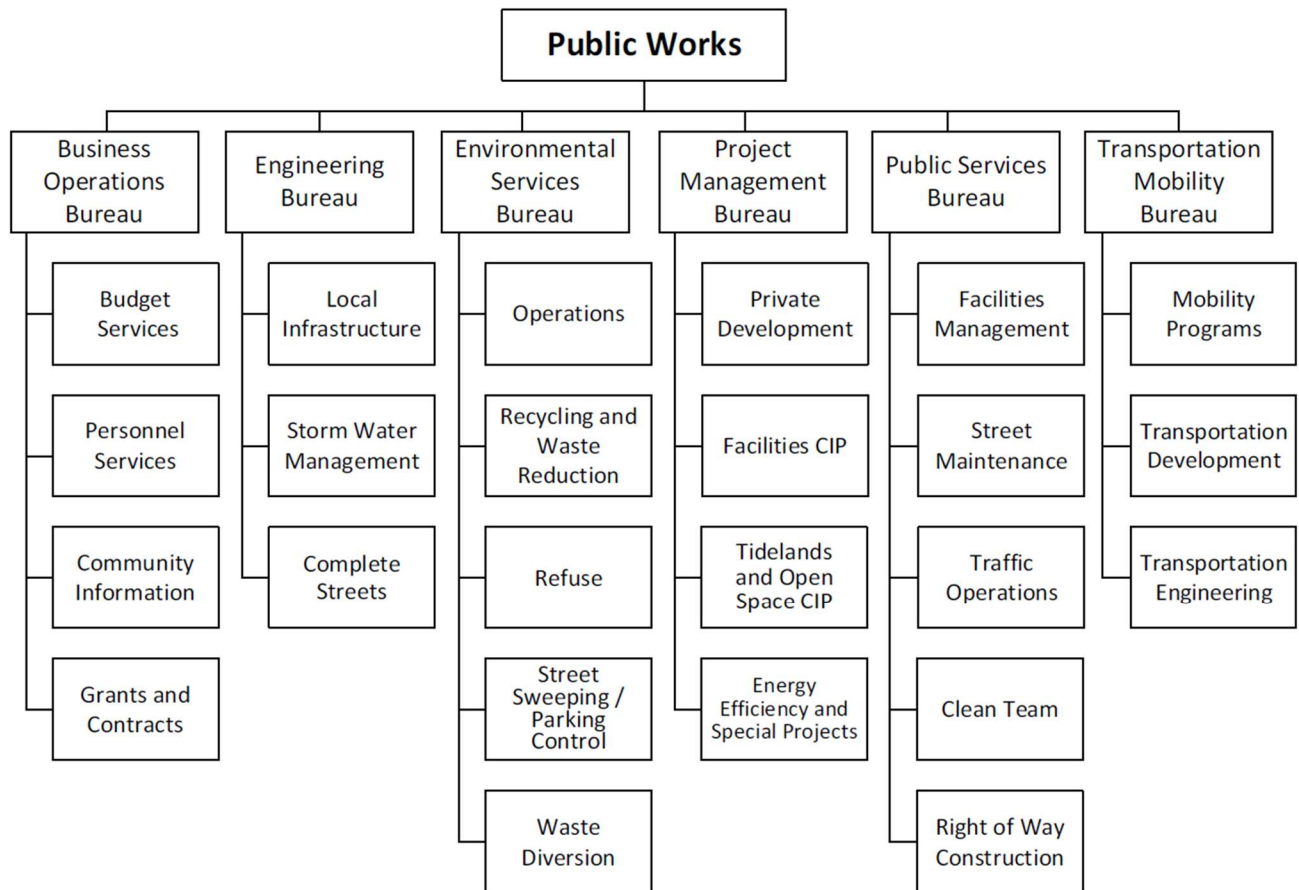 Public Works
Business
Operations
Bureau
Engineering
Bureau
Environmental
Services
Bureau
Project
Management
Bureau
Public Services
Bureau
Transportation
Mobility
Bureau
Budget
Services
Personnel
Services
Community
Information
Grants and
Contracts
Local
Infrastructure
Storm Water
Management
Complete
Streets
Operations
Recycling and
Waste
Reduction
Refuse
Street
Sweeping /
Parking
Control
Waste
Diversion
Private
Development
Facilities CIP
Tidelands
and Open
Space CIP
Energy
Efficiency and
Special Projects
Facilities
Management
Street
Maintenance
Traffic
Operations
Clean Team
Right of Way
Construction
Mobility
Programs
Transportation
Development
Transportation
Engineering